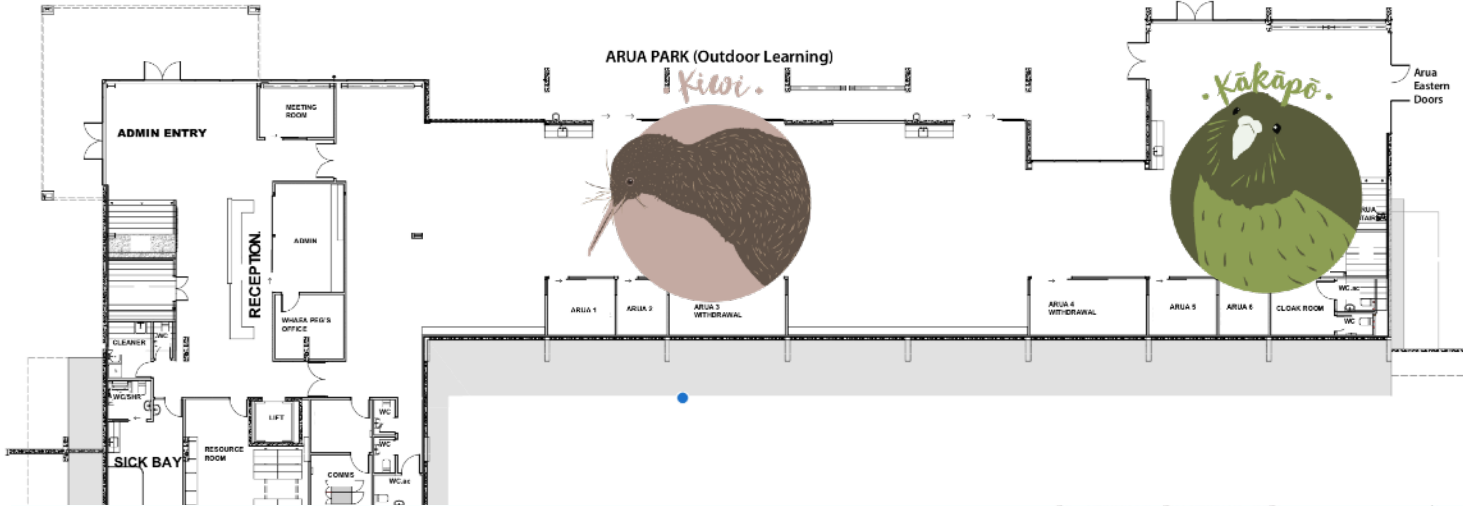 ARUA PARK (Outdoor Learning)
Kiwi
Kākāpō
Arua
Eastern
Doors
MEETING
ROOM
ADMIN ENTRY
RECEPTION.
ADMIN
WHAEA PEG'S
OFFICE
ARUA 1
ARUA 2
ARUA 3
WITHDRAWAL
ARUA 4
WITHDRAWAL
ARUA 5
ARUA 6
CLOAK ROOM
WC.ac
WC
CLEANER
WC
WC/SHR
LIFT
WC
WC
SICK BAY
RESOURCE
ROOM
COMMS
WC.ac